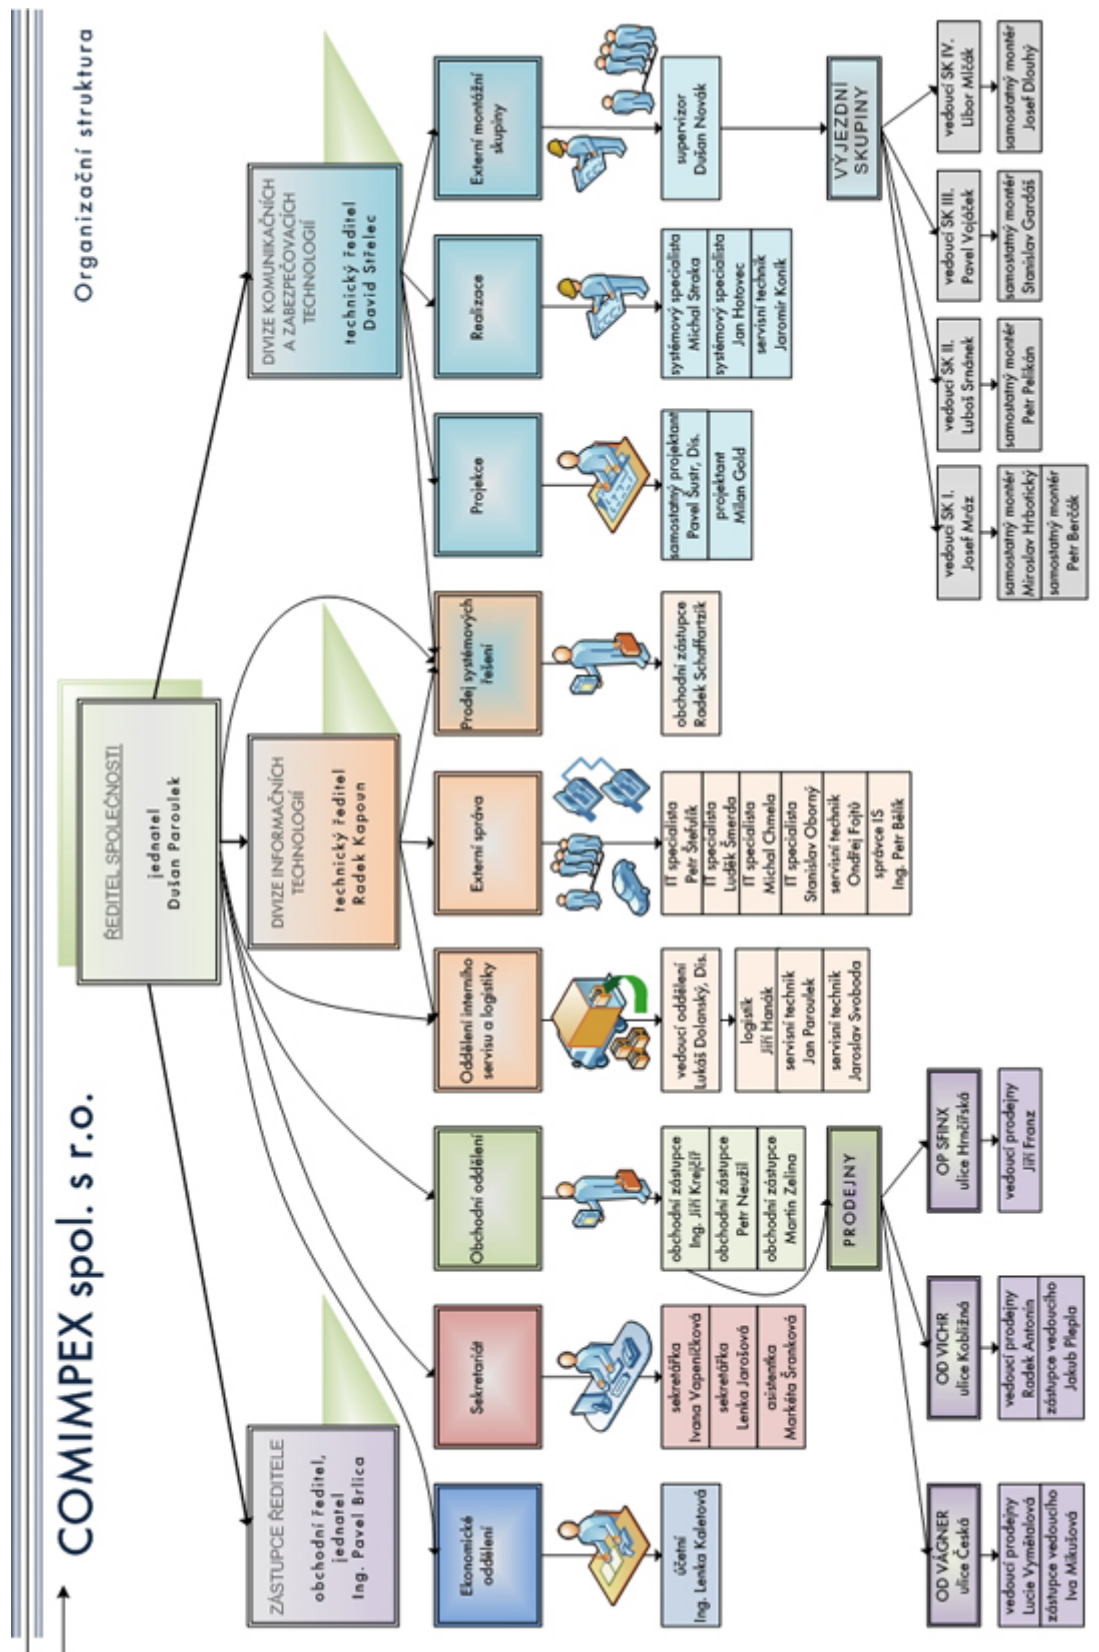 COMIMPEX spol. s r.o.
Organizační struktura
ŘEDITEL SPOLEČNOSTI
jednatel
Dušan Paroulek
ZÁSTUPCE ŘEDITELE
obchodní ředitel,
jednatel
Ing. Pavel Brlica
DIVIZE INFORMAČNÍCH
TECHNOLOGIÍ
technický ředitel
Radek Kapoun
DIVIZE KOMUNIKAČNÍCH
A ZABEZPEČOVACÍCH
TECHNOLOGIÍ
technický ředitel
David Střelec
Ekonomické
oddělení
Sekretariát
Obchodní oddělení
Oddělení interního
servisu a logistiky
Externí správa
Prodej systémových
řešení
Projekce
Realizace
Externí montážní
skupiny
účetní
Ing. Lenka Kaletová
sekretářka
Ivana Vapeníčková
sekretářka
Lenka Jarošová
asistentka
Markéta Šranková
obchodní zástupce
Ing. Jiří Krejčíř
obchodní zástupce
Petr Neužil
obchodní zástupce
Martin Zelina
vedoucí oddělení
Lukáš Dolanský, Dis.
logistik
Jiří Hanák
servisní technik
Jan Paroulek
servisní technik
Jaroslav Svoboda
IT specialista
Petr Štefulík
IT specialista
Luděk Šmerda
IT specialista
Michal Chmela
IT specialista
Stanislav Oborný
servisní technik
Ondřej Fojtů
správce IS
Ing. Petr Bělík
obchodní zástupce
Radek Schaffartzik
samostatný projektant
Pavel Šustr, Dis.
projektant
Milan Gold
systémový specialista
Michal Straka
systémový specialista
Jan Hotovec
servisní technik
Jaromír Koník
supervizor
Dušan Novák
PRODEJNY
VÝJEZDNÍ
SKUPINY
OD VÁGNER
ulice Česká
vedoucí prodejny
Lucie Vymětalová
zástupce vedoucího
Iva Mikušová
OD VICHR
ulice Kobližná
vedoucí prodejny
Radek Antonín
zástupce vedoucího
Jakub Plepla
OP SFINX
ulice Hrnčířská
vedoucí prodejny
Jiří Franz
vedoucí SK I.
Josef Mráz
samostatný montér
Miroslav Hrbotický
samostatný montér
Petr Berčák
vedoucí SK II.
Luboš Srnánek
samostatný montér
Petr Pelikán
vedoucí SK III.
Pavel Vojáček
samostatný montér
Stanislav Gardáš
vedoucí SK IV.
Libor Mlčák
samostatný montér
Josef Dlouhý